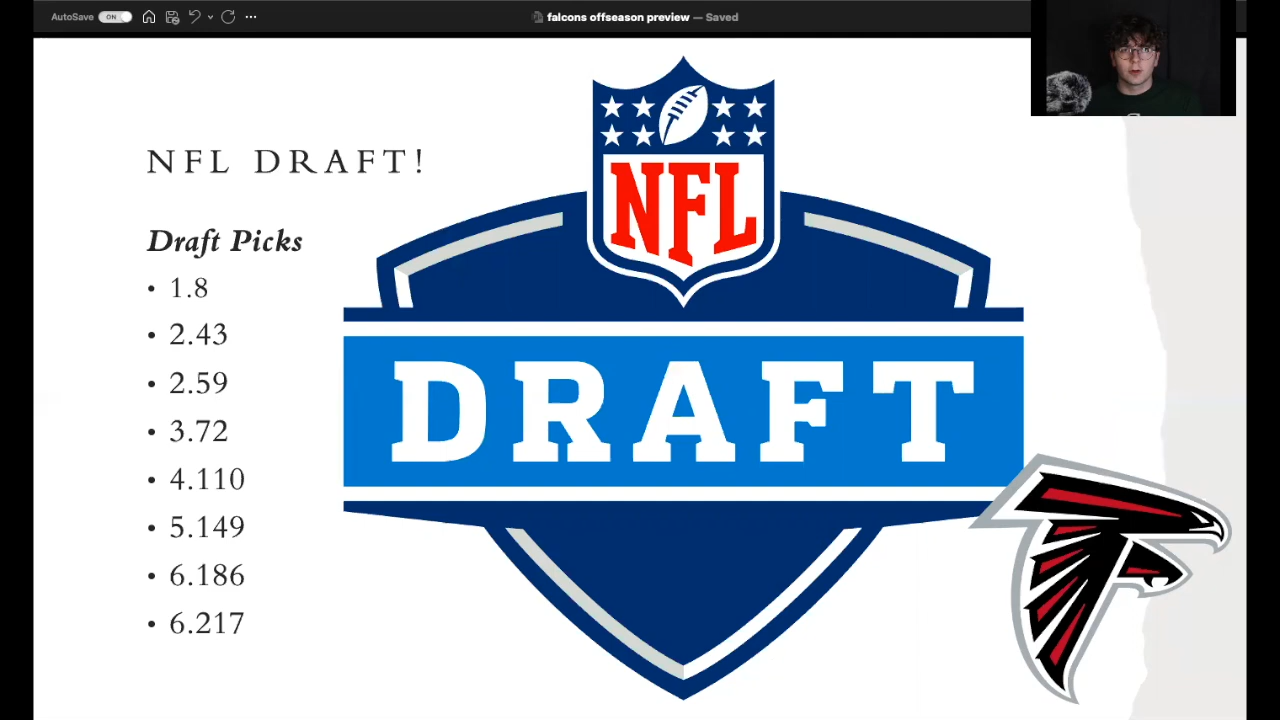 AutoSave ON falcons offseason preview — Saved
NFL DRAFT!
Draft Picks
• 1.8
• 2.43
• 2.59
• 3.72
• 4.110
• 5.149
• 6.186
• 6.217
NFL
DRAFT